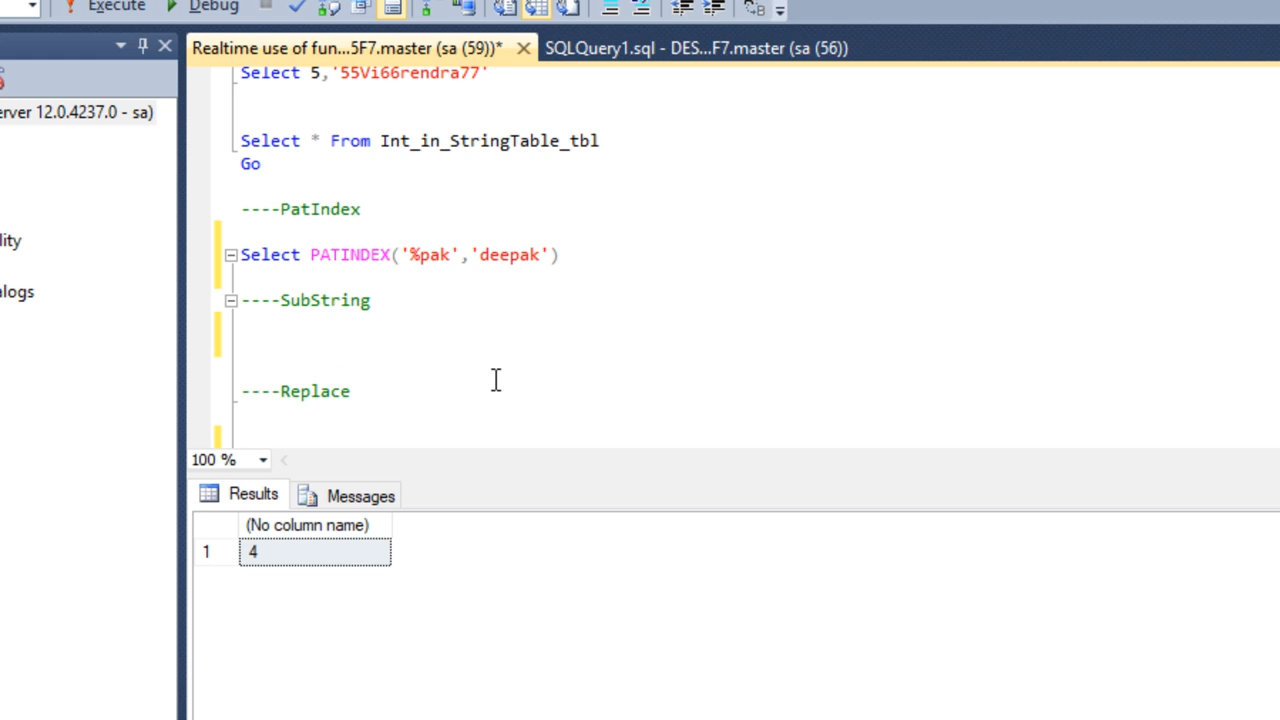 Execute Debug
Realtime use of fun...5F7.master (sa (59))* SQLQuery1.sql - DES...F7.master (sa (56))
erver 12.0.4237.0 - sa)
Select 5,'55Vi66rendra77'
Select * From Int_in_StringTable_tbl
Go
----PatIndex
lity
Select PATINDEX('%pak','deepak')
alogs
----SubString
----Replace
100 %
Results Messages
(No column name)
1 4